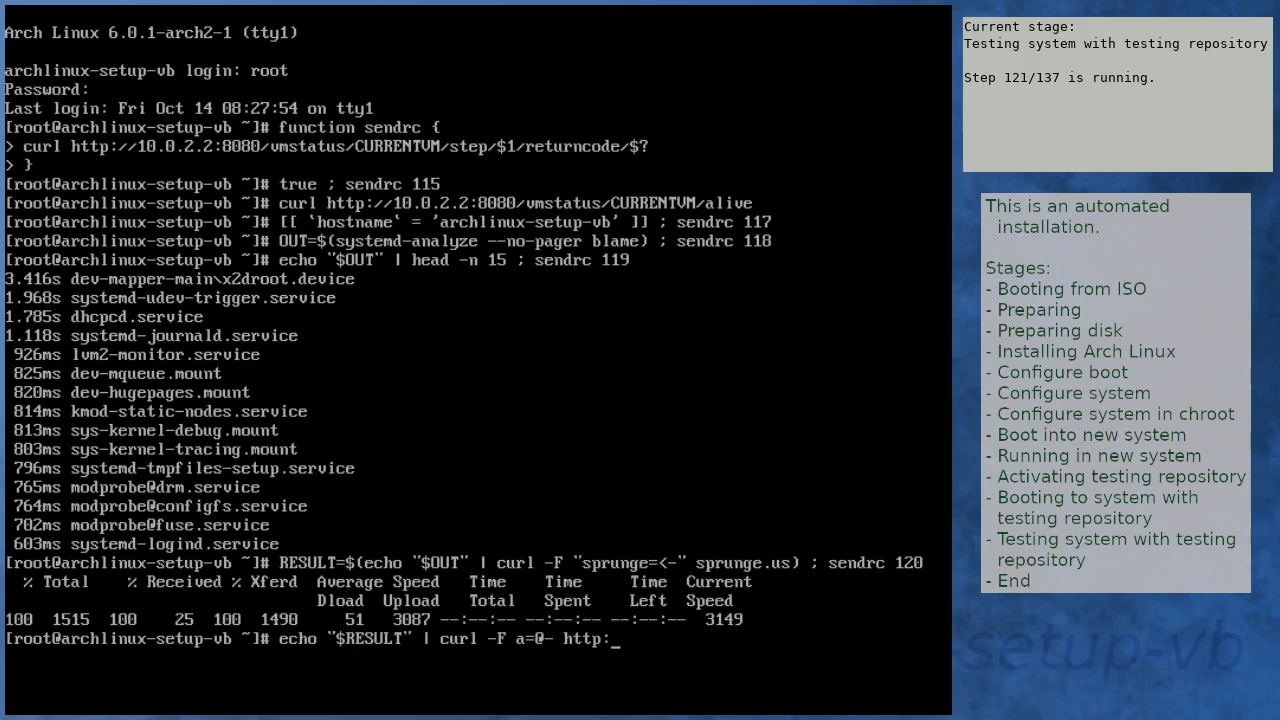 Arch Linux 6.0.1-arch2-1 (tty1)
archlinux-setup-vb login: root
Password:
Last login: Fri Oct 14 08:27:54 on tty1
[root@archlinux-setup-vb ~]# function sendrc {
> curl http://10.0.2.2:8080/vmstatus/CURRENTVM/step/$1/returncode/$?
> }
[root@archlinux-setup-vb ~]# true ; sendrc 115
[root@archlinux-setup-vb ~]# curl http://10.0.2.2:8080/vmstatus/CURRENTVM/alive
[root@archlinux-setup-vb ~]# [[ `hostname` = 'archlinux-setup-vb' ]] ; sendrc 117
[root@archlinux-setup-vb ~]# OUT=$(systemd-analyze --no-pager blame) ; sendrc 118
[root@archlinux-setup-vb ~]# echo "$OUT" | head -n 15 ; sendrc 119
3.416s dev-mapper-main\x2droot.device
1.968s systemd-udev-trigger.service
1.785s dhcpcd.service
1.118s systemd-journald.service
926ms lvm2-monitor.service
825ms dev-mqueue.mount
820ms dev-hugepages.mount
814ms kmod-static-nodes.service
813ms sys-kernel-debug.mount
803ms sys-kernel-tracing.mount
796ms systemd-tmpfiles-setup.service
765ms modprobe@drm.service
764ms modprobe@configfs.service
702ms modprobe@fuse.service
603ms systemd-logind.service
[root@archlinux-setup-vb ~]# RESULT=$(echo "$OUT" | curl -F "sprunge=<-" sprunge.us) ; sendrc 120
% Total % Received % Xferd Average Speed Time Time Time Current
Dload Upload Total Spent Left Speed
100 1515 100 25 100 1490 51 3087 --:--:-- --:--:-- --:--:-- 3149
[root@archlinux-setup-vb ~]# echo "$RESULT" | curl -F a=@- http:_
Current stage:
Testing system with testing repository
Step 121/137 is running.
This is an automated
installation.
Stages:
- Booting from ISO
- Preparing
- Preparing disk
- Installing Arch Linux
- Configure boot
- Configure system
- Configure system in chroot
- Boot into new system
- Running in new system
- Activating testing repository
- Booting to system with
testing repository
- Testing system with testing
repository
- End
setup-vb